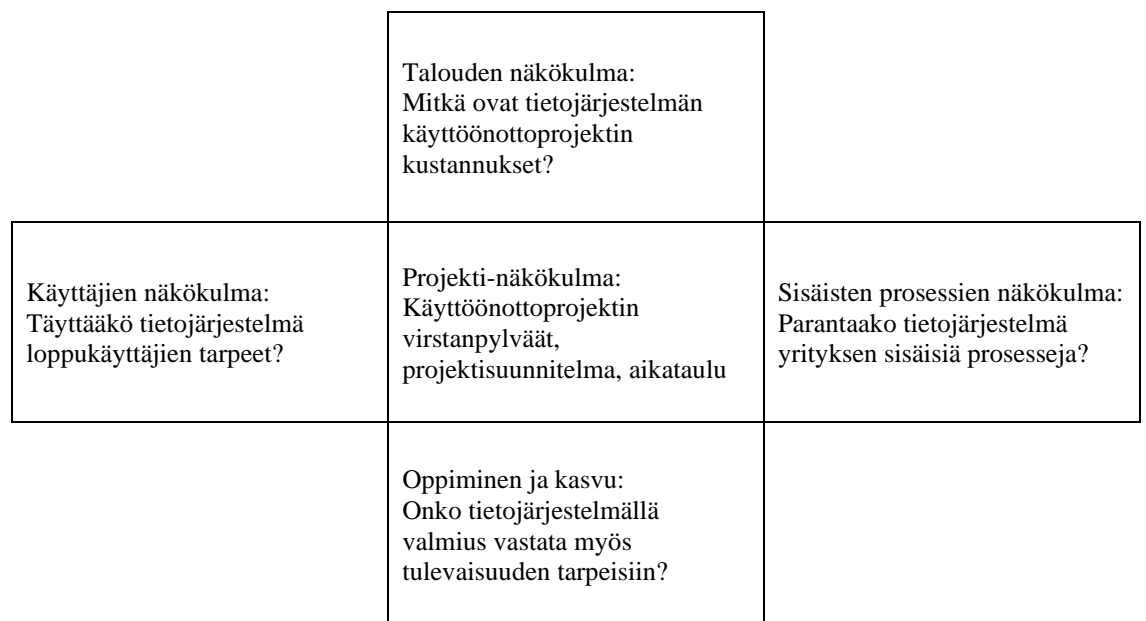 Talouden näkökulma:
Mitkä ovat tietojärjestelmän
käyttöönottoprojektin
kustannukset?
Käyttäjien näkökulma:
Täyttääkö tietojärjestelmä
loppukäyttäjien tarpeet?
Projekti-näkökulma:
Käyttöönottoprojektin
virstanpylväät,
projektisuunnitelma, aikataulu
Sisäisten prosessien näkökulma:
Parantaako tietojärjestelmä
yrityksen sisäisiä prosesseja?
Oppiminen ja kasvu:
Onko tietojärjestelmällä
valmius vastata myös
tulevaisuuden tarpeisiin?